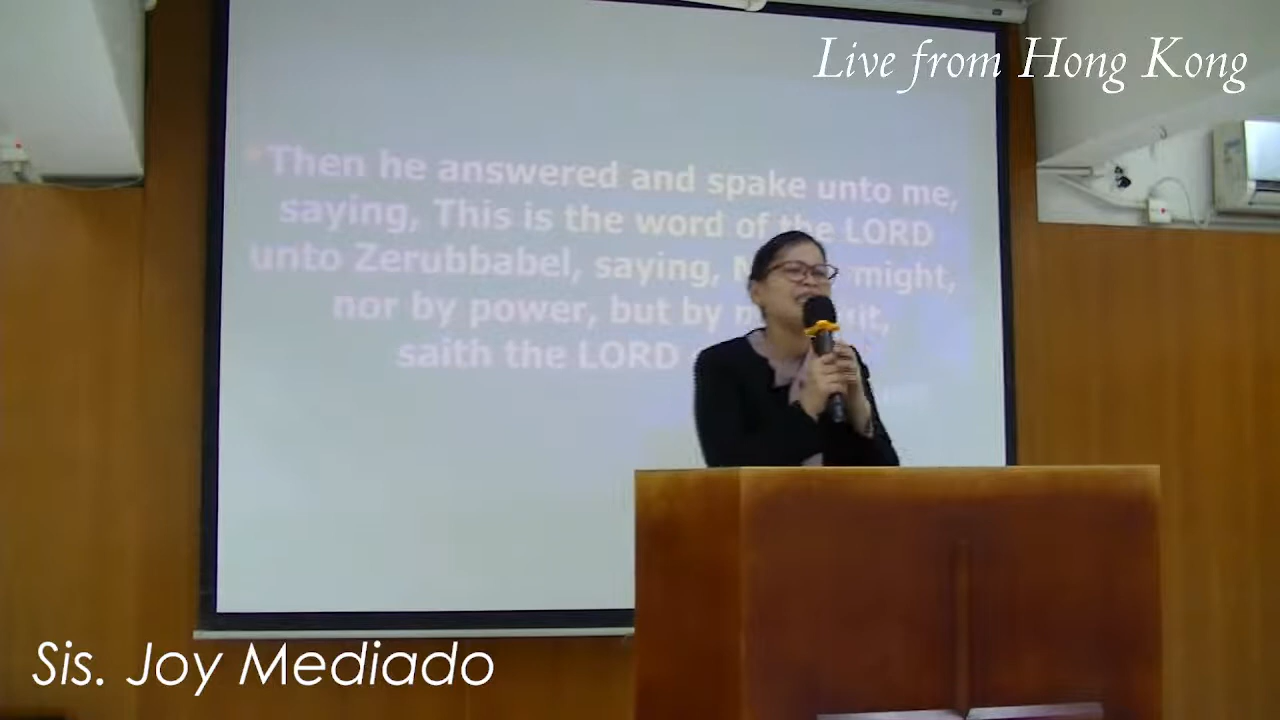 Live from Hong Kong
Then he answered and spake unto me,
saying, This is the word of the LORD
unto Zerubbabel, saying, might,
nor by power, but by
saith the LORD
Sis. Joy Mediado